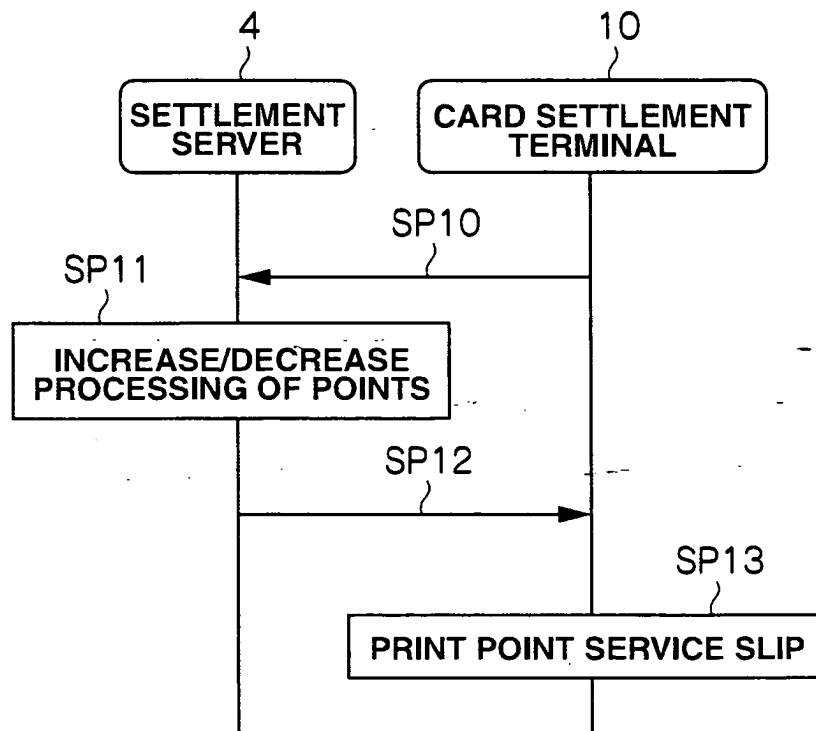 4
10
SETTLEMENT
SERVER
CARD SETTLEMENT
TERMINAL
SP10
SP11
INCREASE/DECREASE
PROCESSING OF POINTS
SP12
SP13
PRINT POINT SERVICE SLIP